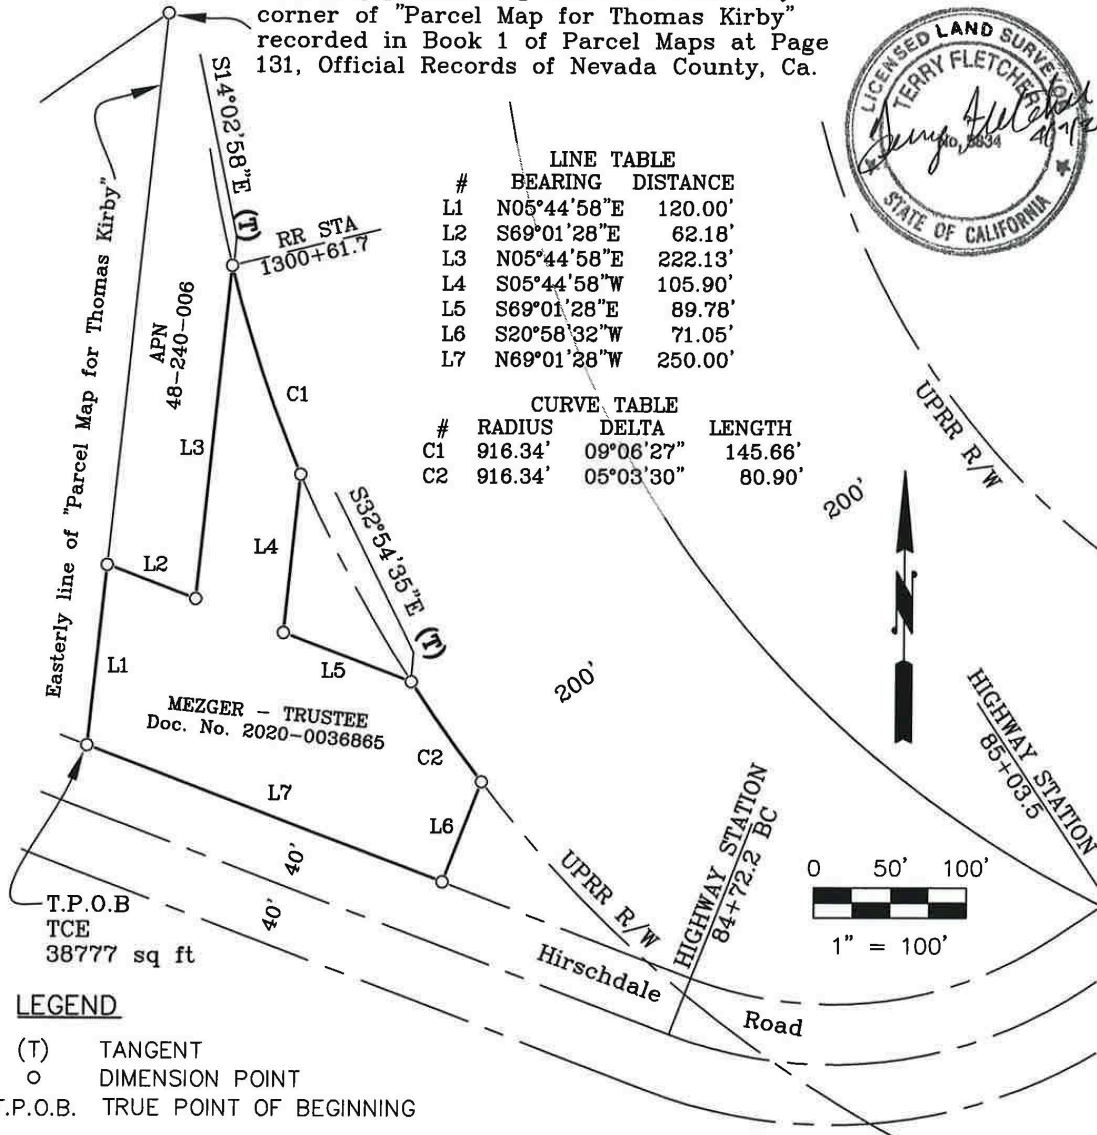 corner of "Parcel Map for Thomas Kirby"
recorded in Book 1 of Parcel Maps at Page
131, Official Records of Nevada County, Ca.
LICENSED LAND SURVEYOR
TERRY FLETCHER
No. 5834
STATE OF CALIFORNIA
S14°02'58"E (T)
RR STA
1300+61.7
Easterly line of "Parcel Map for Thomas Kirby"
APN
48-240-006
LINE TABLE
# BEARING DISTANCE
L1 N05°44'58"E 120.00'
L2 S69°01'28"E 62.18'
L3 N05°44'58"E 222.13'
L4 S05°44'58"W 105.90'
L5 S69°01'28"E 89.78'
L6 S20°58'32"W 71.05'
L7 N69°01'28"W 250.00'
CURVE TABLE
# RADIUS DELTA LENGTH
C1 916.34' 09°06'27" 145.66'
C2 916.34' 05°03'30" 80.90'
C1
L3
UPRR R/W
200'
S32°54'35"E (T)
L4
L2
N
L1
L5
200'
MEZGER - TRUSTEE
Doc. No. 2020-0036865
C2
HIGHWAY STATION
85+03.5
L7
L6
HIGHWAY STATION
84+72.2 BC
0 50' 100'
1" = 100'
40'
40'
UPRR R/W
T.P.O.B
TCE
38777 sq ft
Hirschdale Road
LEGEND
(T) TANGENT
DIMENSION POINT
T.P.O.B. TRUE POINT OF BEGINNING